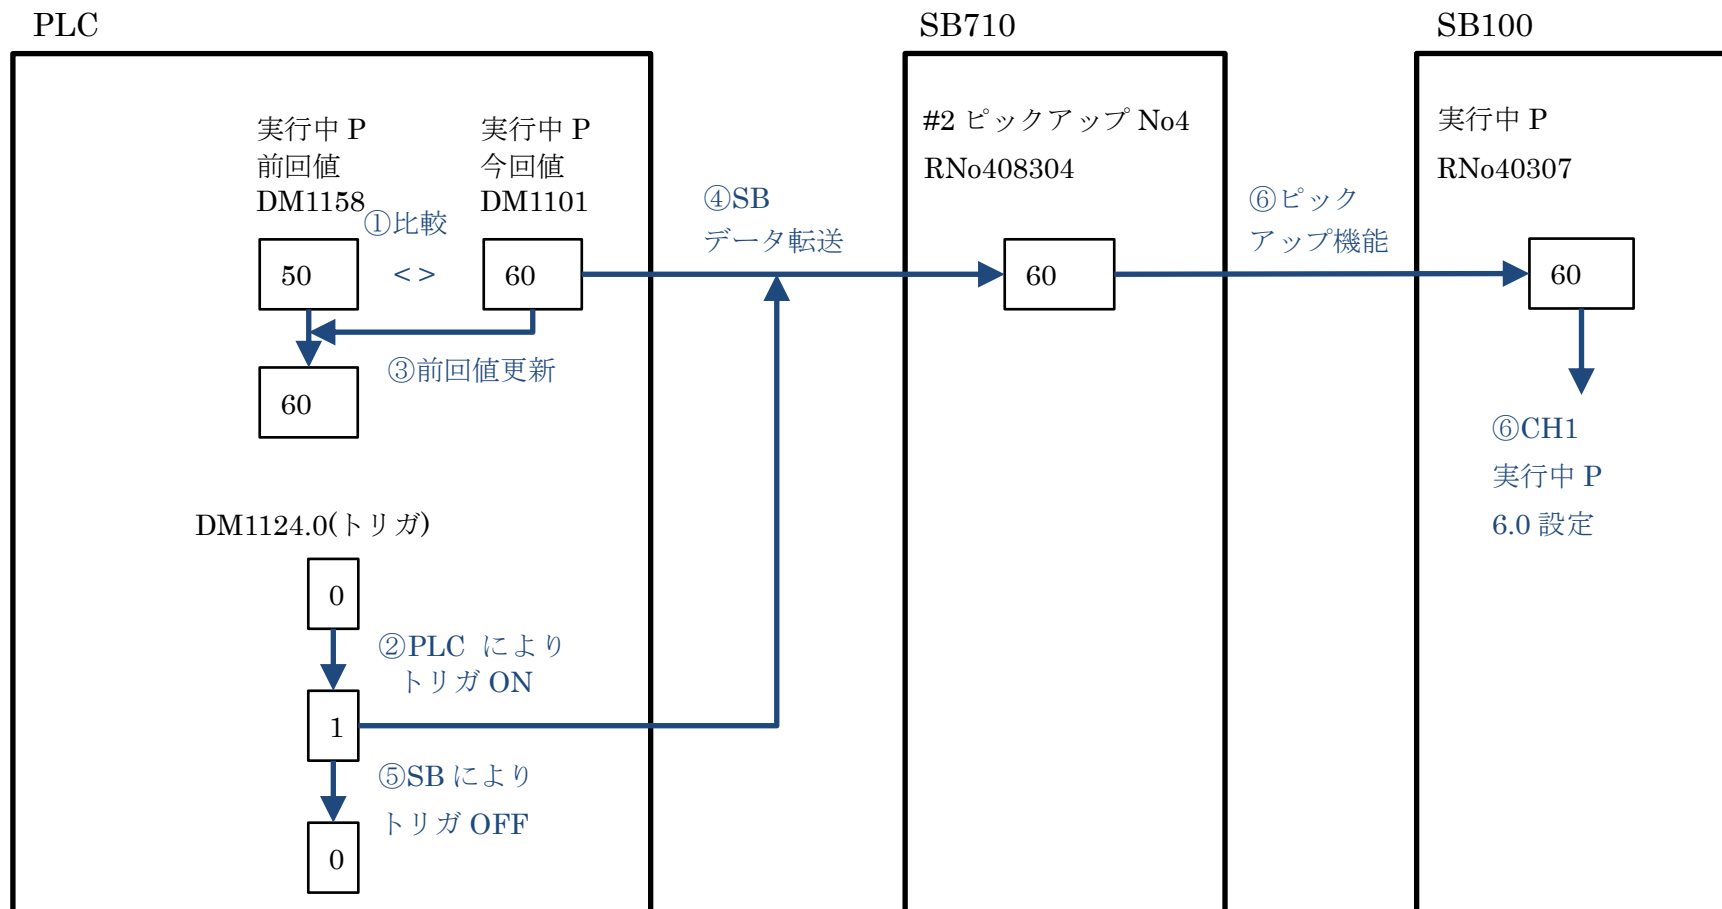 PLC
SB710
SB100
実行中 P
前回値
DM1158
実行中 P
今回値
DM1101
①比較
50
< >
60
③前回値更新
60
④SB
データ転送
#2 ピックアップ No4
RNo408304
60
⑥ピック
アップ機能
実行中 P
RNo40307
60
⑥CH1
実行中 P
6.0 設定
DM1124.0(トリガ)
0
②PLC により
トリガ ON
1
⑤SB により
トリガ OFF
0